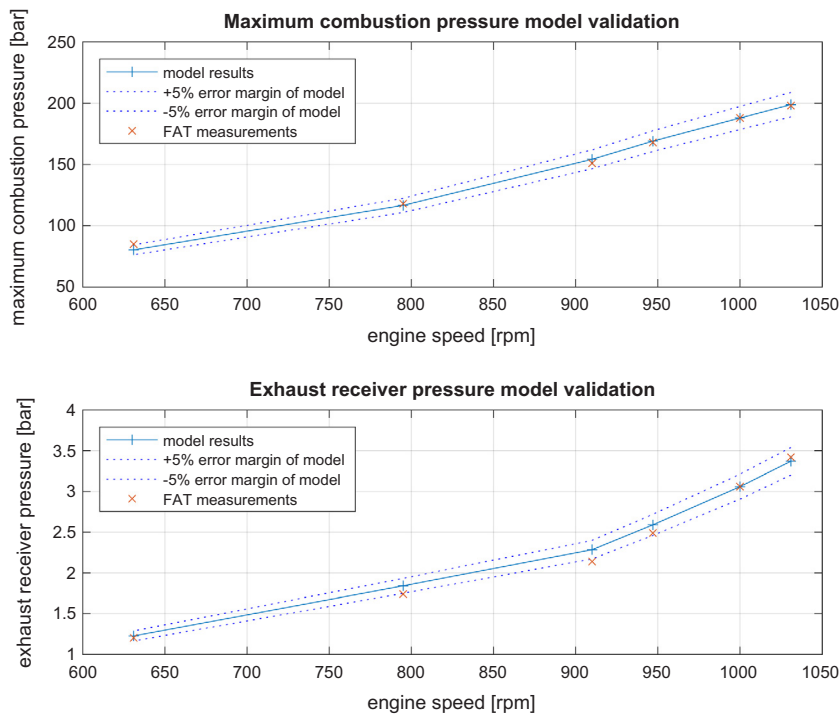 Maximum combustion pressure model validation
maximum combustion pressure [bar]
250
200
150
100
50
model results
+5% error margin of model
-5% error margin of model
FAT measurements
600 650 700 750 800 850 900 950 1000 1050
engine speed [rpm]
Exhaust receiver pressure model validation
exhaust receiver pressure [bar]
4
3.5
3
2.5
2
1.5
1
model results
+5% error margin of model
-5% error margin of model
FAT measurements
600 650 700 750 800 850 900 950 1000 1050
engine speed [rpm]